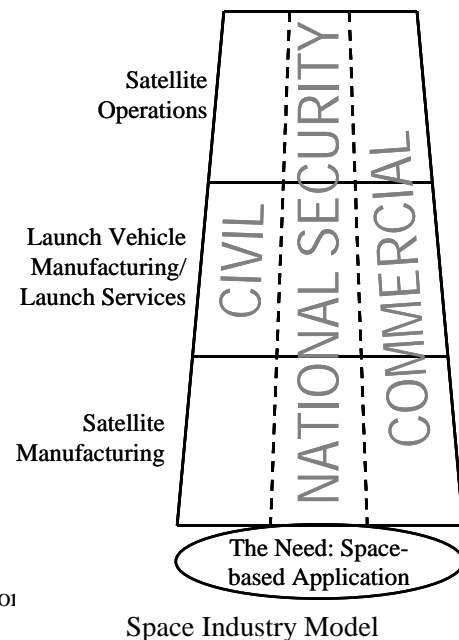 Satellite
Operations
Launch Vehicle
Manufacturing/
Launch Services
Satellite
Manufacturing
CIVIL
NATIONAL SECURITY
COMMERCIAL
The Need: Space-
based Application
Space Industry Model